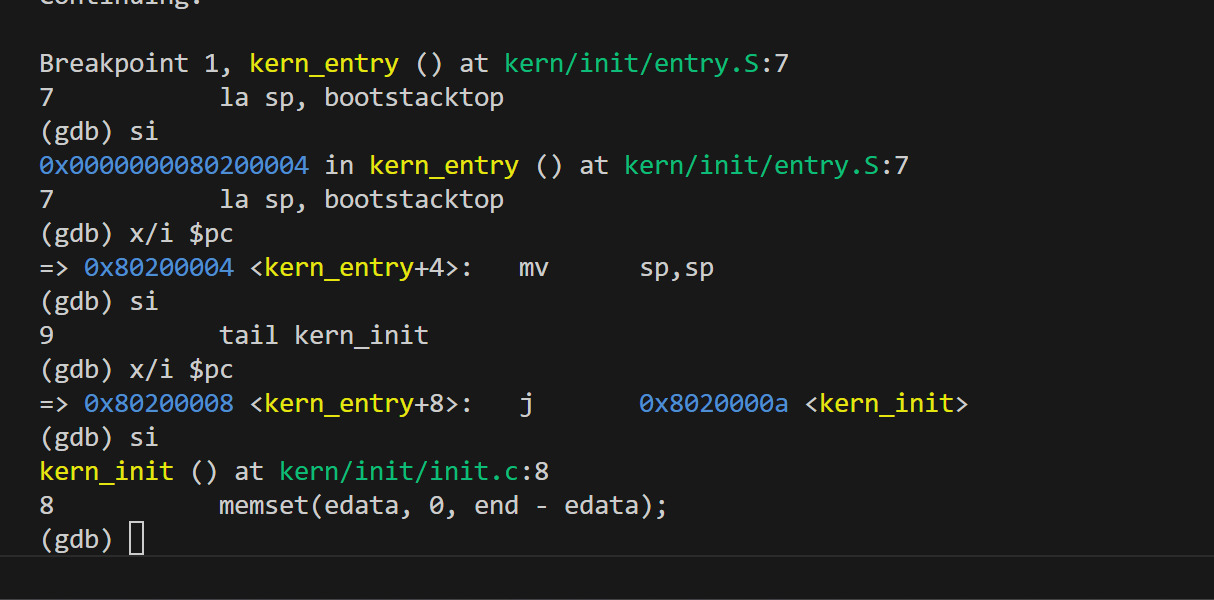 Continuing.
Breakpoint 1, kern_entry () at kern/init/entry.S:7
7           la sp, bootstacktop
(gdb) si
0x0000000080200004 in kern_entry () at kern/init/entry.S:7
7           la sp, bootstacktop
(gdb) x/i $pc
=> 0x80200004 <kern_entry+4>:   mv      sp,sp
(gdb) si
9           tail kern_init
(gdb) x/i $pc
=> 0x80200008 <kern_entry+8>:   j       0x8020000a <kern_init>
(gdb) si
kern_init () at kern/init/init.c:8
8           memset(edata, 0, end - edata);
(gdb)